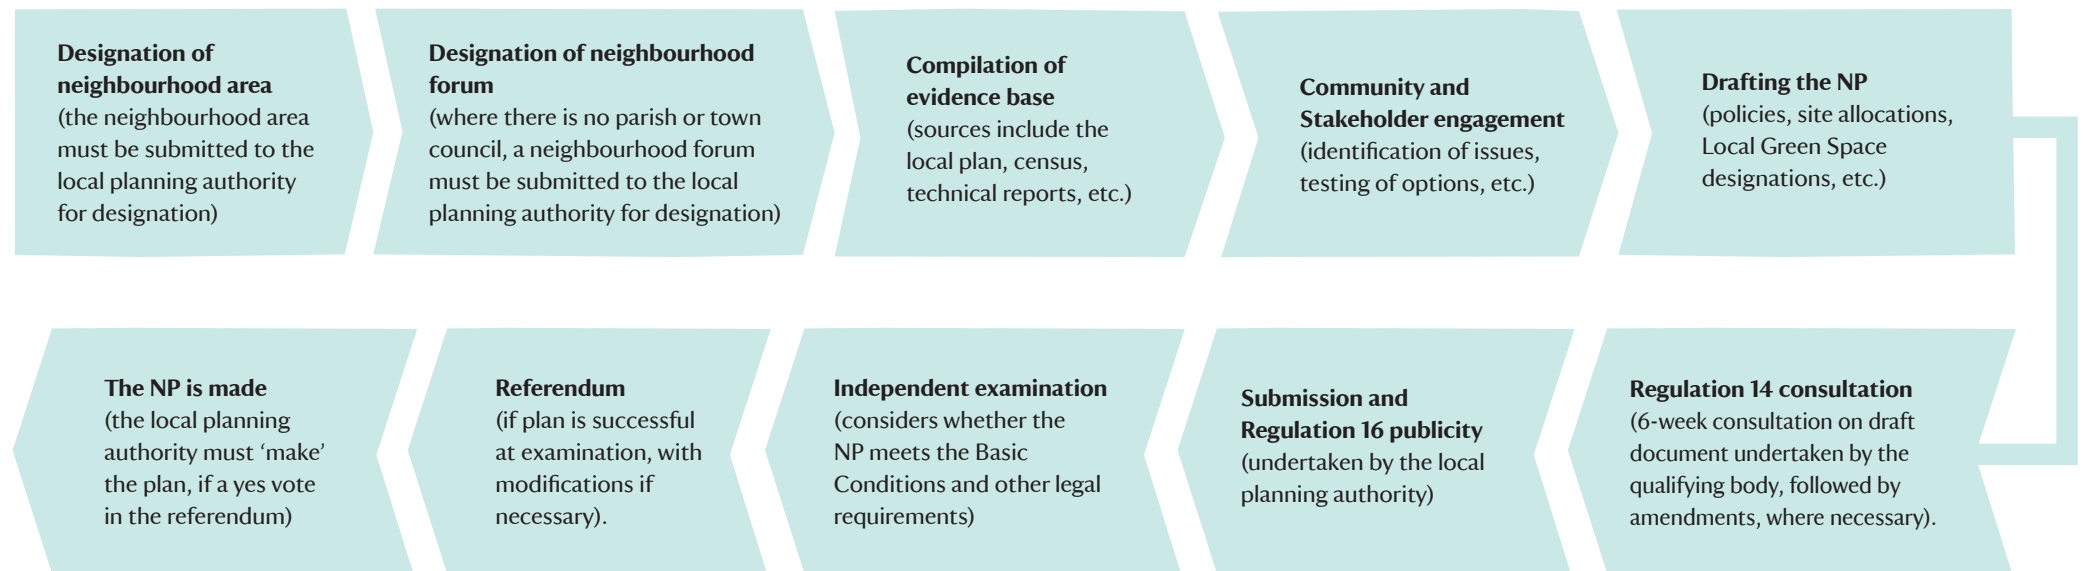 Designation of
neighbourhood area
(the neighbourhood area
must be submitted to the
local planning authority
for designation)
Designation of neighbourhood
forum
(where there is no parish or town
council, a neighbourhood forum
must be submitted to the local
planning authority for designation)
Compilation of
evidence base
(sources include the
local plan, census,
technical reports, etc.)
Community and
Stakeholder engagement
(identification of issues,
testing of options, etc.)
Drafting the NP
(policies, site allocations,
Local Green Space
designations, etc.)
Regulation 14 consultation
(6-week consultation on draft
document undertaken by the
qualifying body, followed by
amendments, where necessary).
Submission and
Regulation 16 publicity
(undertaken by the local
planning authority)
Independent examination
(considers whether the
NP meets the Basic
Conditions and other legal
requirements)
Referendum
(if plan is successful
at examination, with
modifications if
necessary).
The NP is made
(the local planning
authority must ‘make’
the plan, if a yes vote
in the referendum)